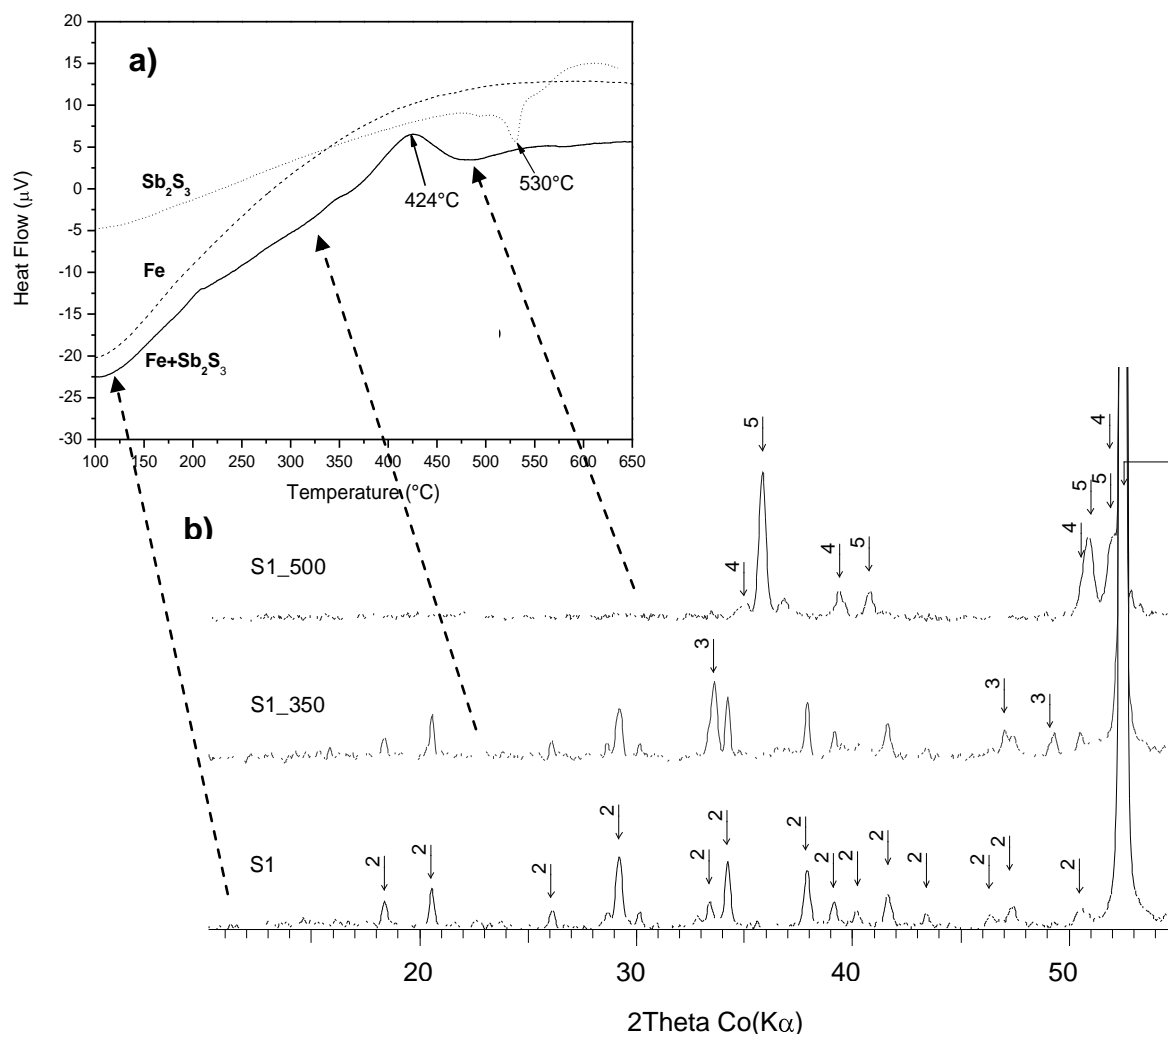 20
a)
15
10
5
0
-5
-10
-15
-20
-25
-30
Heat Flow (μV)
Sb₂S₃
Fe
Fe+Sb₂S₃
424°C
530°C
100 150 200 250 300 350 400 450 500 550 600 650
Temperature (°C)
b)
S1_500
4 5 4 5 4 5 5 4
S1_350
3 3 3
S1
2 2 2 2 2 2 2 2 2 2 2 2 2 2
20 30 40 50
2Theta Co(Kα)